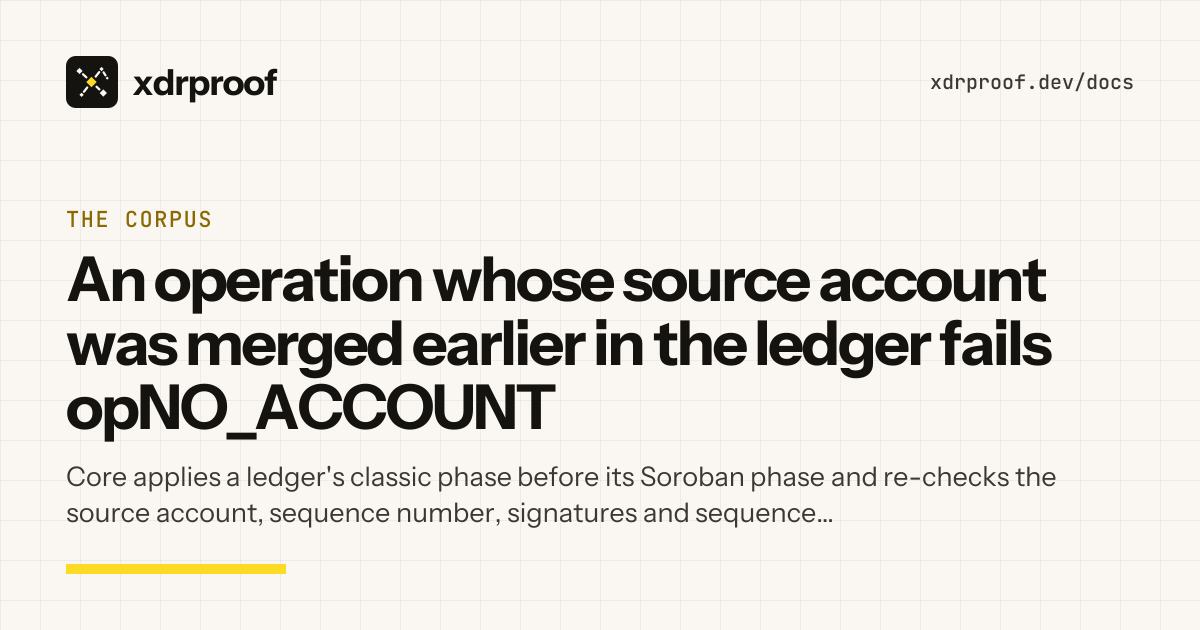 xdrproof
xdrproof.dev/docs
THE CORPUS
An operation whose source account
was merged earlier in the ledger fails
opNO_ACCOUNT
Core applies a ledger's classic phase before its Soroban phase and re-checks the
source account, sequence number, signatures and sequence...